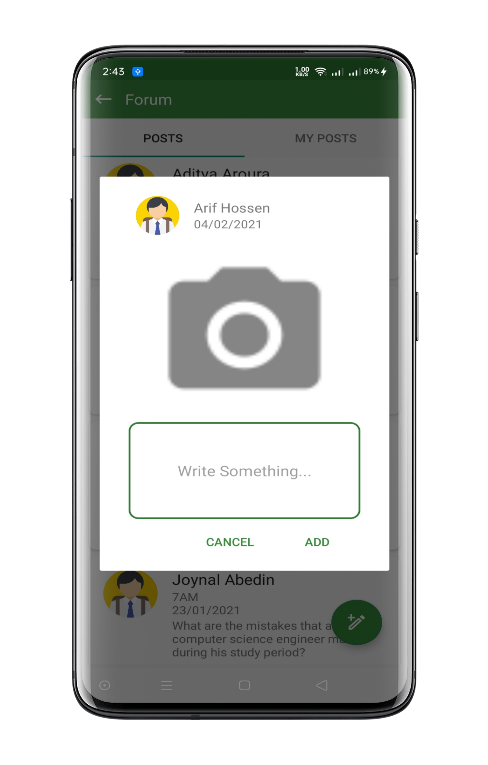 2:43
1.00 KB/S
89%
Forum
POSTS
MY POSTS
Aditya Aroura
Arif Hossen
04/02/2021
Write Something...
CANCEL
ADD
Joynal Abedin
7AM
23/01/2021
What are the mistakes that a
computer science engineer m
during his study period?